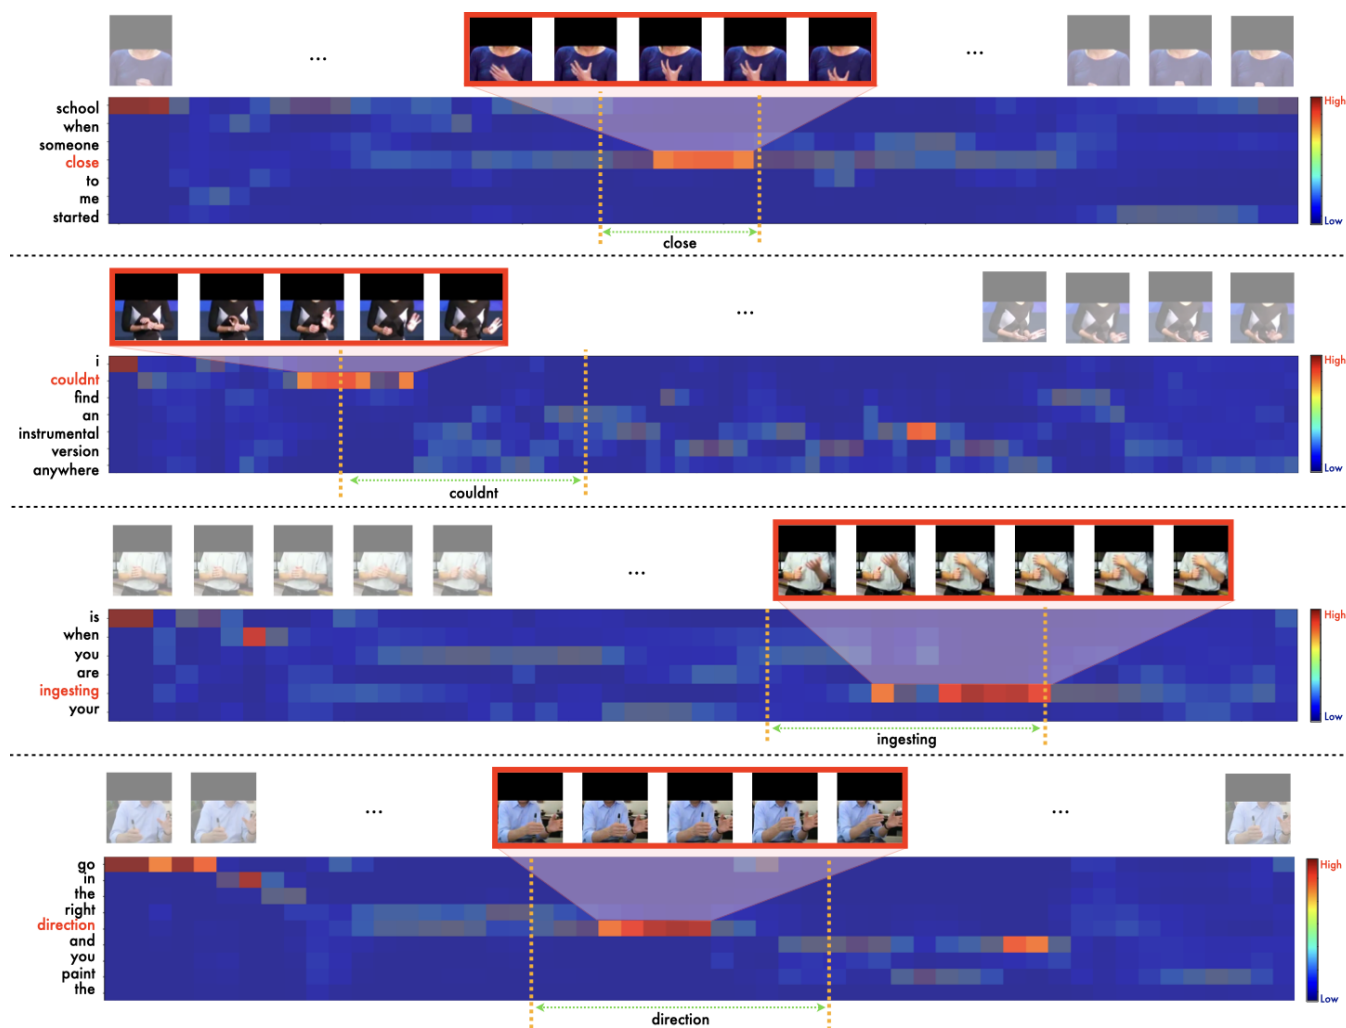 ...
...
school
when
someone
close
to
me
started
High
Low
close
...
i
couldnt
find
an
instrumental
version
anywhere
High
Low
couldnt
...
is
when
you
are
ingesting
your
High
Low
ingesting
...
...
go
in
the
right
direction
and
you
paint
the
High
Low
direction